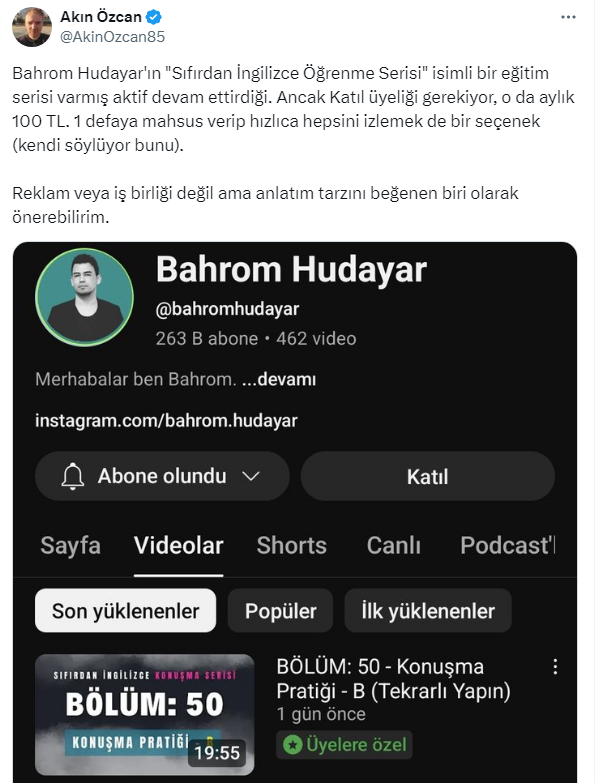 Akın Özcan
@AkinOzcan85
Bahrom Hudayar'ın "Sıfırdan İngilizce Öğrenme Serisi" isimli bir eğitim
serisi varmış aktif devam ettirdiği. Ancak Katıl üyeliği gerekiyor, o da aylık
100 TL. 1 defaya mahsus verip hızlıca hepsini izlemek de bir seçenek
(kendi söylüyor bunu).
Reklam veya iş birliği değil ama anlatım tarzını beğenen biri olarak
önerebilirim.
Bahrom Hudayar
@bahromhudayar
263 B abone • 462 video
Merhabalar ben Bahrom. ...devamı
instagram.com/bahrom.hudayar
Abone olundu
Katıl
Sayfa Videolar Shorts Canlı Podcast'l
Son yüklenenler Popüler İlk yüklenenler
SIFIRDAN İNGİLİZCE KONUŞMA SERİSİ
BÖLÜM: 50
KONUŞMA PRATİĞİ
19:55
BÖLÜM: 50 - Konuşma
Pratiği - B (Tekrarlı Yapın)
1 gün önce
Üyelere özel